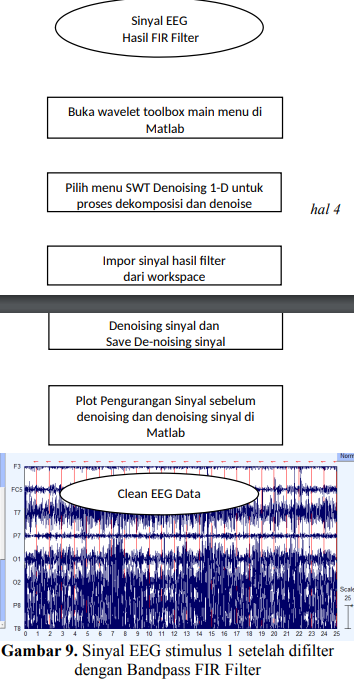 Sinyal EEG
Hasil FIR Filter
Buka wavelet toolbox main menu di
Matlab
Pilih menu SWT Denoising 1-D untuk
proses dekomposisi dan denoise
hal 4
Impor sinyal hasil filter
dari workspace
Denoising sinyal dan
Save De-noising sinyal
Plot Pengurangan Sinyal sebelum
denoising dan denoising sinyal di
Matlab
Norm
F3
FC5
Clean EEG Data
T7
P7
O1
O2
P8
T8
Scale
25
0 1 2 3 4 5 6 7 8 9 10 11 12 13 14 15 16 17 18 19 20 21 22 23 24 25
Gambar 9. Sinyal EEG stimulus 1 setelah difilter
dengan Bandpass FIR Filter